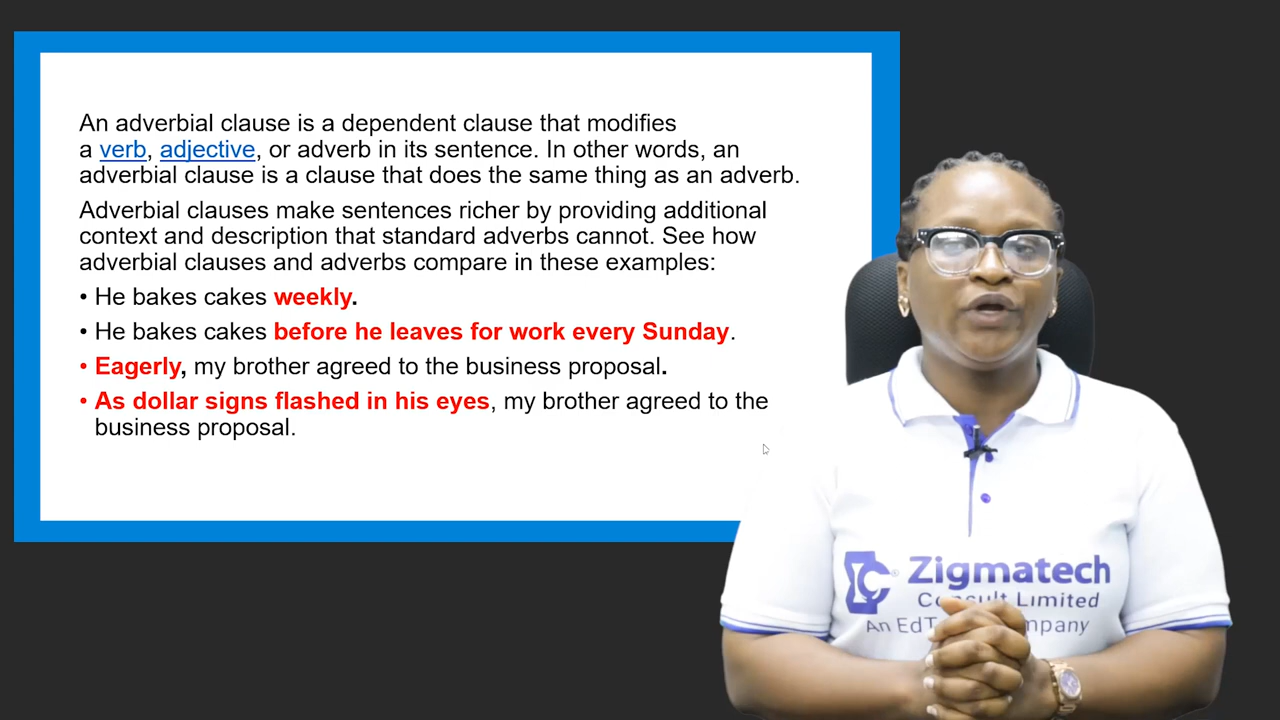 An adverbial clause is a dependent clause that modifies
a verb, adjective, or adverb in its sentence. In other words, an
adverbial clause is a clause that does the same thing as an adverb.
Adverbial clauses make sentences richer by providing additional
context and description that standard adverbs cannot. See how
adverbial clauses and adverbs compare in these examples:
• He bakes cakes weekly.
• He bakes cakes before he leaves for work every Sunday.
• Eagerly, my brother agreed to the business proposal.
• As dollar signs flashed in his eyes, my brother agreed to the
business proposal.
Zigmatech
Limited
An